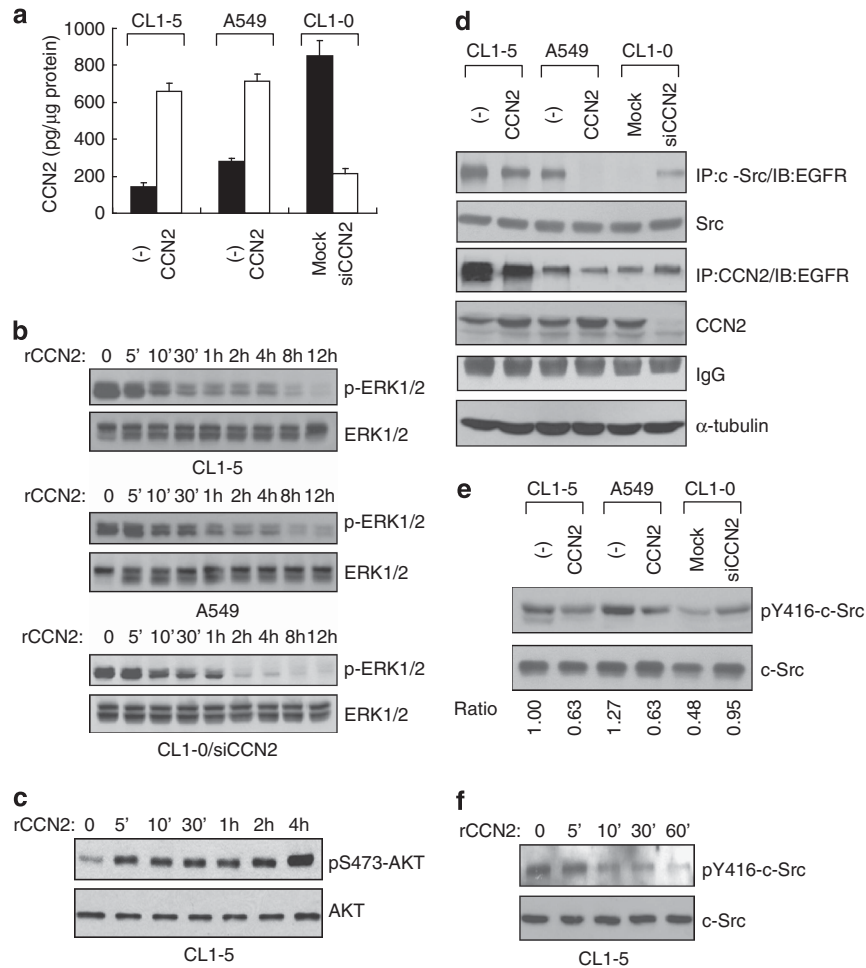 a
CL1-5 A549 CL1-0
CCN2 (pg/μg protein)
1000
800
600
400
200
0
(-) CCN2 (-) CCN2 Mock siCCN2
b
rCCN2: 0 5' 10' 30' 1h 2h 4h 8h 12h
p-ERK1/2
ERK1/2
CL1-5
rCCN2: 0 5' 10' 30' 1h 2h 4h 8h 12h
p-ERK1/2
ERK1/2
A549
rCCN2: 0 5' 10' 30' 1h 2h 4h 8h 12h
p-ERK1/2
ERK1/2
CL1-0/siCCN2
c
rCCN2: 0 5' 10' 30' 1h 2h 4h
pS473-AKT
AKT
CL1-5
d
CL1-5 A549 CL1-0
(-) CCN2 (-) CCN2 Mock siCCN2
IP:c -Src/IB:EGFR
Src
IP:CCN2/IB:EGFR
CCN2
IgG
α-tubulin
e
CL1-5 A549 CL1-0
(-) CCN2 (-) CCN2 Mock siCCN2
pY416-c-Src
c-Src
Ratio 1.00 0.63 1.27 0.63 0.48 0.95
f
rCCN2: 0 5' 10' 30' 60'
pY416-c-Src
c-Src
CL1-5